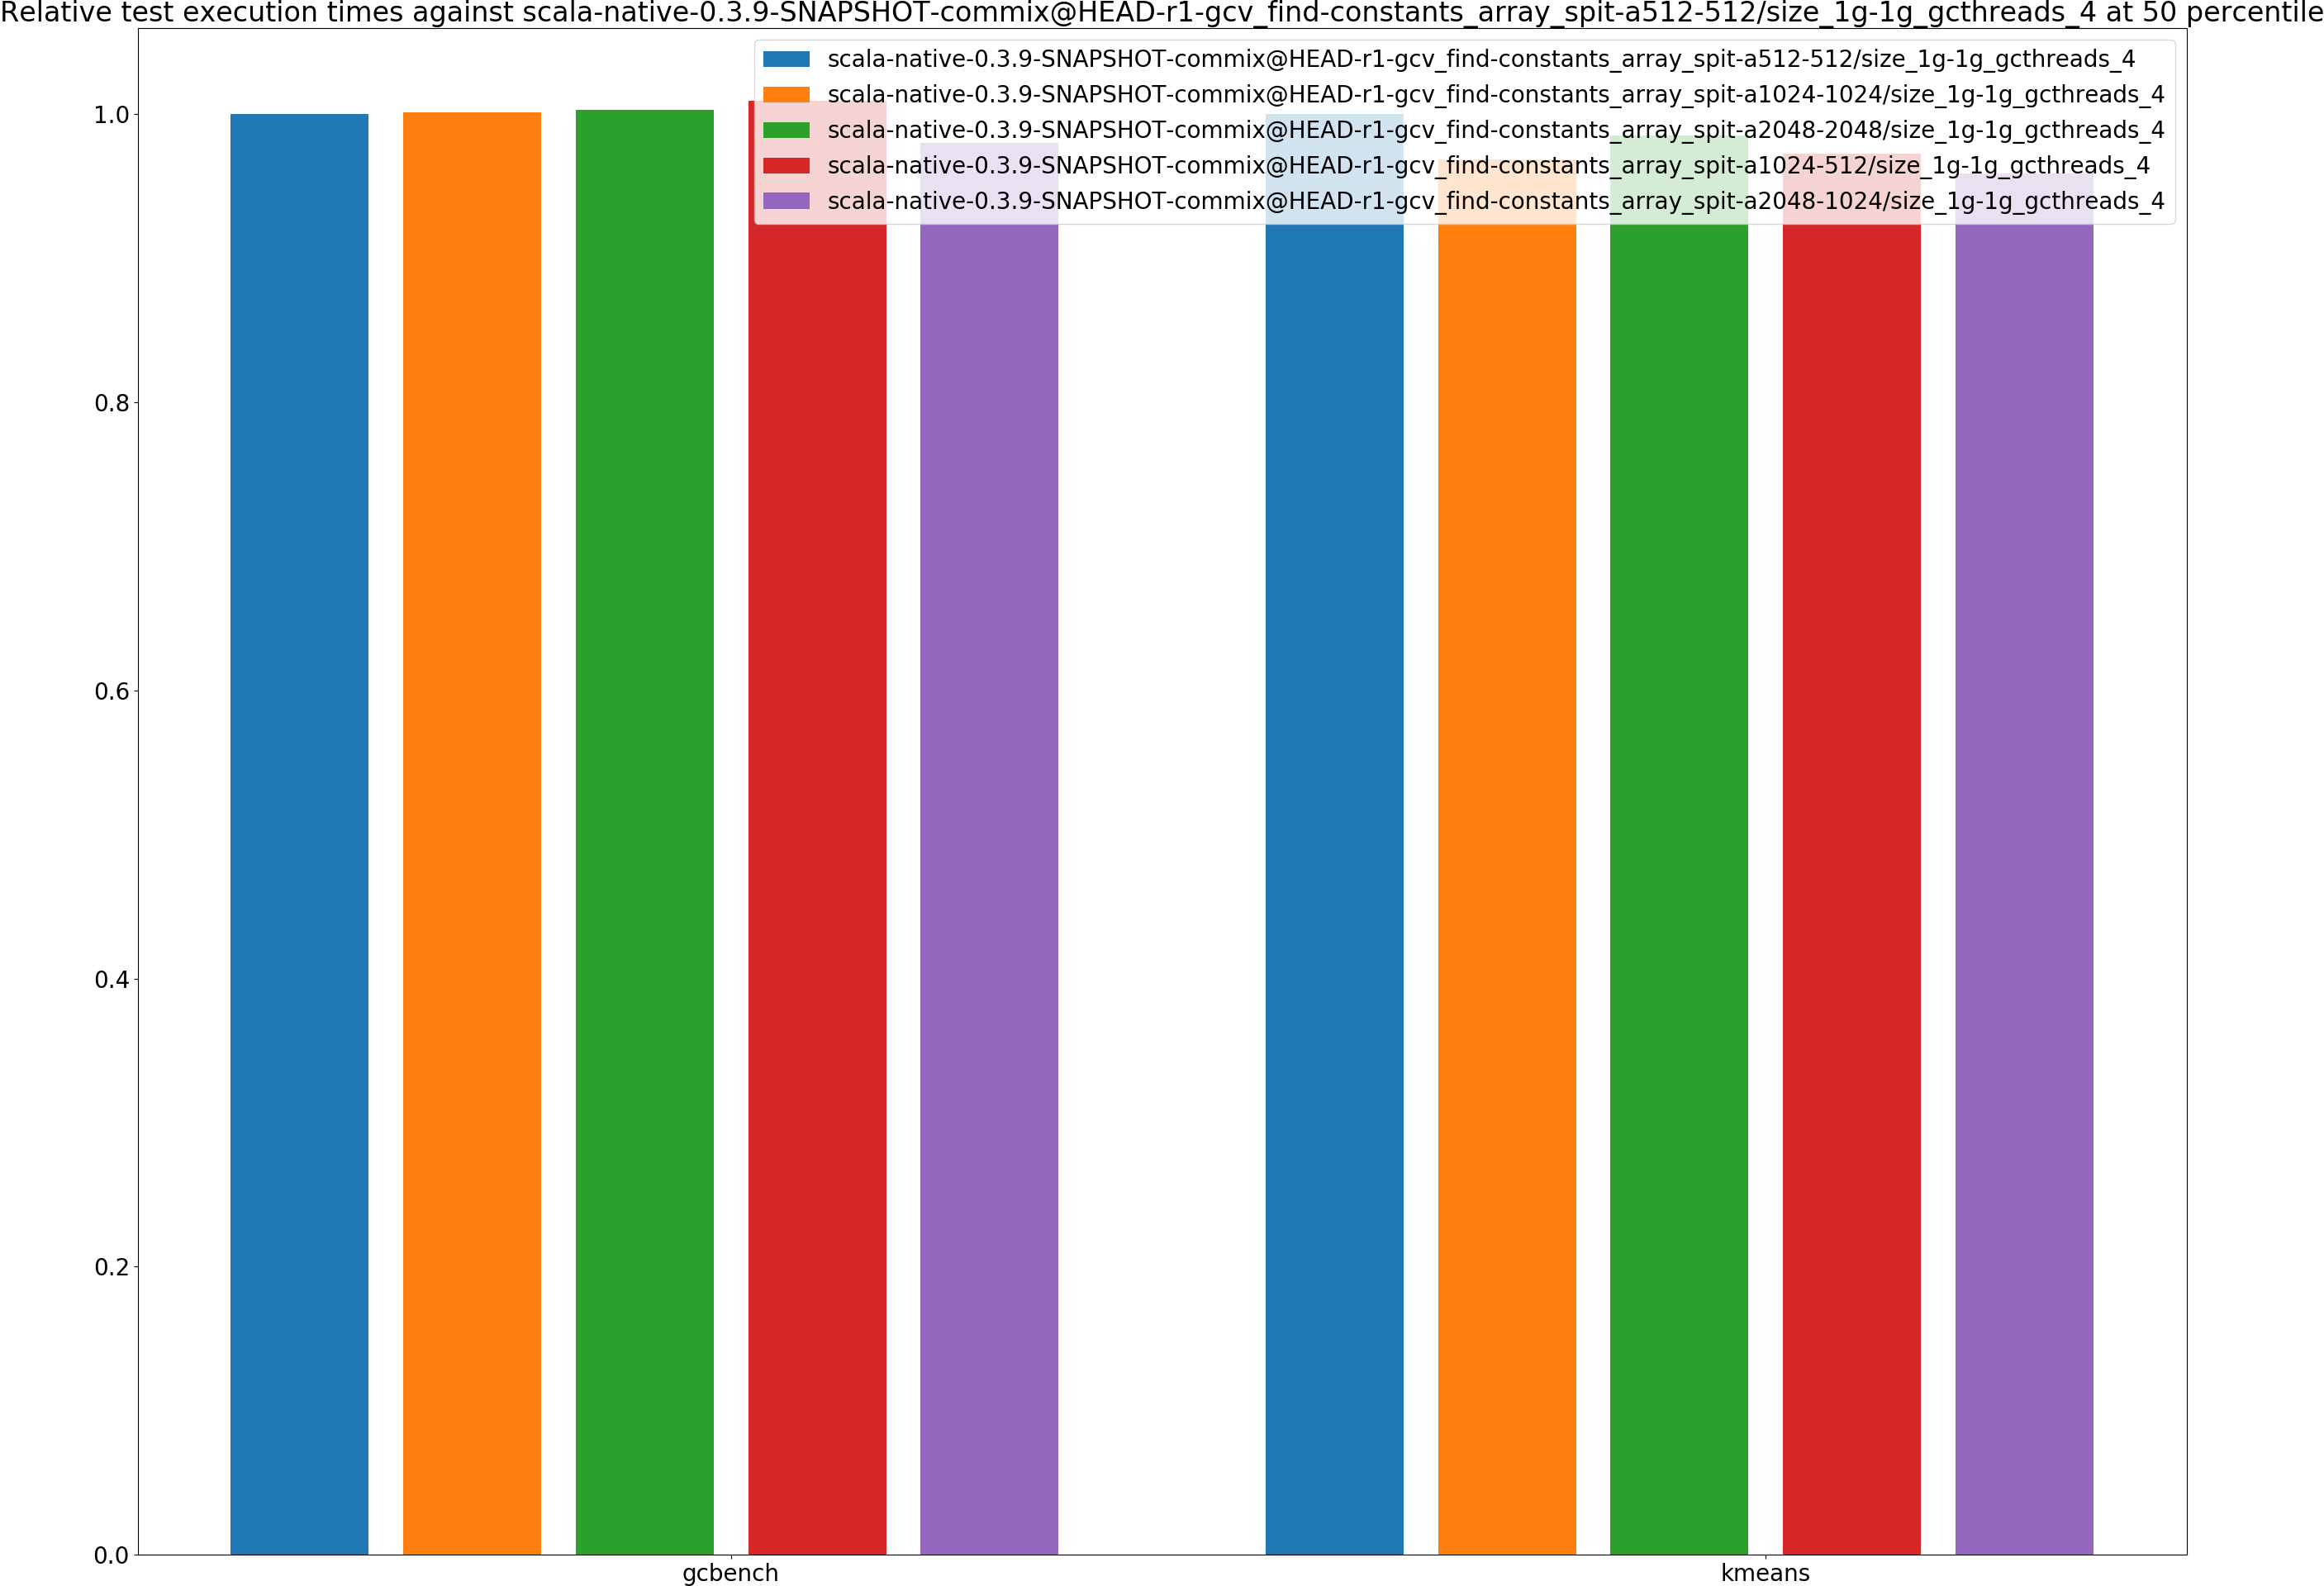 Relative test execution times against scala-native-0.3.9-SNAPSHOT-commix@HEAD-r1-gcv_find-constants_array_spit-a512-512/size_1g-1g_gcthreads_4 at 50 percentile
scala-native-0.3.9-SNAPSHOT-commix@HEAD-r1-gcv_find-constants_array_spit-a512-512/size_1g-1g_gcthreads_4
scala-native-0.3.9-SNAPSHOT-commix@HEAD-r1-gcv_find-constants_array_spit-a1024-1024/size_1g-1g_gcthreads_4
scala-native-0.3.9-SNAPSHOT-commix@HEAD-r1-gcv_find-constants_array_spit-a2048-2048/size_1g-1g_gcthreads_4
scala-native-0.3.9-SNAPSHOT-commix@HEAD-r1-gcv_find-constants_array_spit-a1024-512/size_1g-1g_gcthreads_4
scala-native-0.3.9-SNAPSHOT-commix@HEAD-r1-gcv_find-constants_array_spit-a2048-1024/size_1g-1g_gcthreads_4
1.0
0.8
0.6
0.4
0.2
0.0
gcbench
kmeans